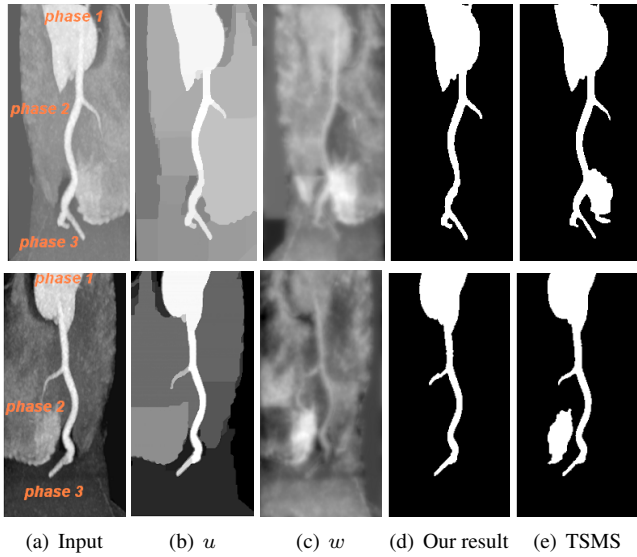 phase 1
phase 2
phase 3
phase 1
phase 2
phase 3
(a) Input (b) u (c) w (d) Our result (e) TSMS